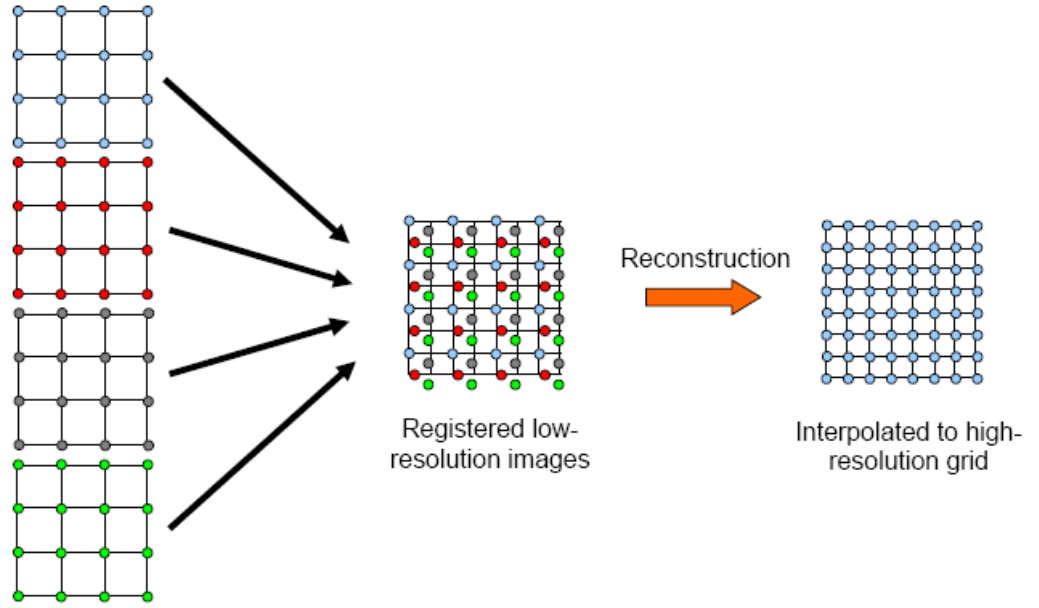 Reconstruction
Registered low-
resolution images
Interpolated to high-
resolution grid